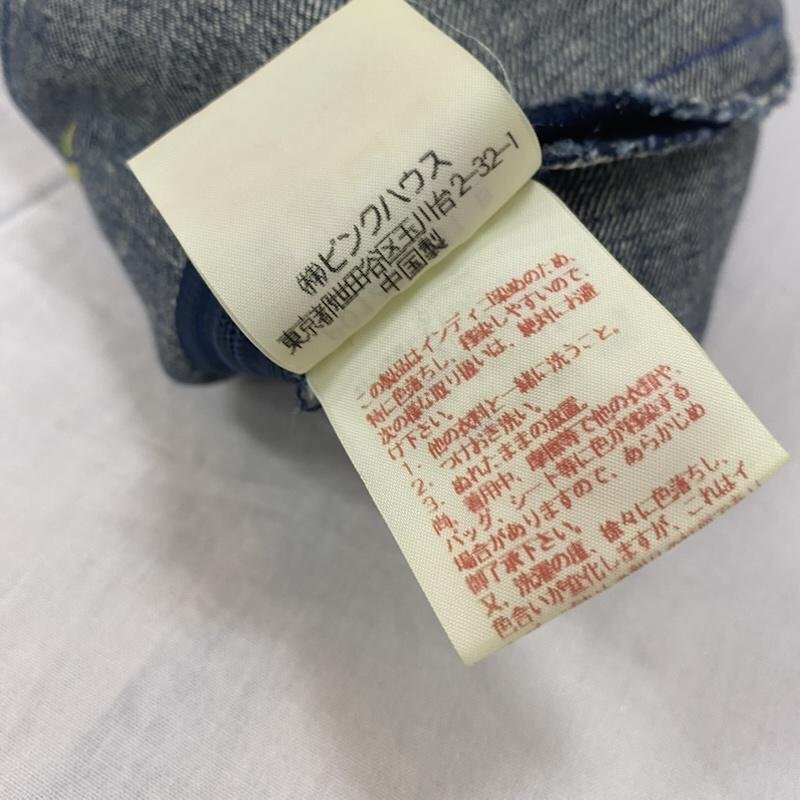 ㈱ピンクハウス
東京都世田谷区玉川台2-32-1
中国製
この製品はインディゴ染めのため、
特に色落ちし、移染しやすいので、
次の様な取り扱いは、絶対にお避
け下さい。
1. 他の衣料と一緒に洗うこと。
2. つけおき洗い。
3. ぬれたままの放置。
尚、着用中、摩擦等で他の衣料や、
バッグ、シート等に色が移染する
場合がありますので、あらかじめ
御了承下さい。
又、洗濯の度、徐々に色落ちし、
色合いが変化しますが、これはイ